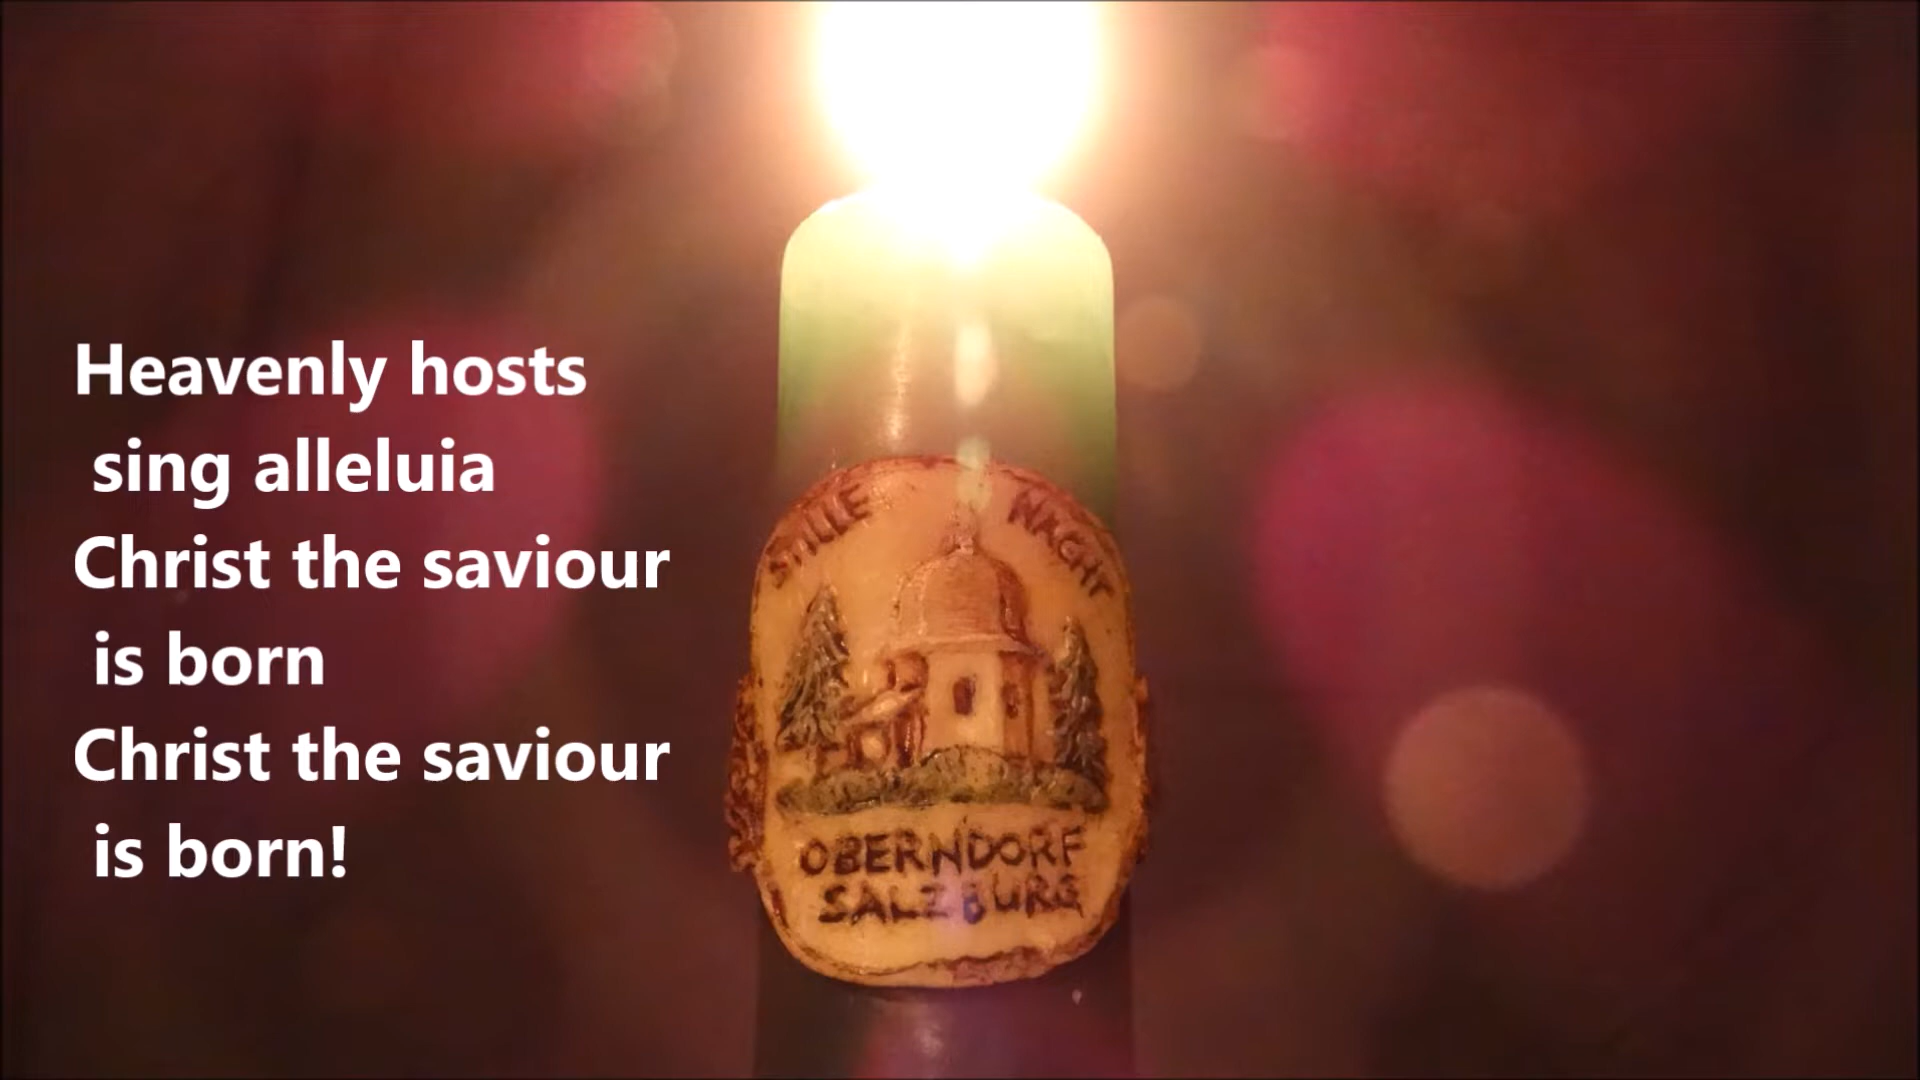 Heavenly hosts
sing alleluia
Christ the saviour
is born
Christ the saviour
is born!
STILLE NACHT
OBERNDORF
SALZBURG